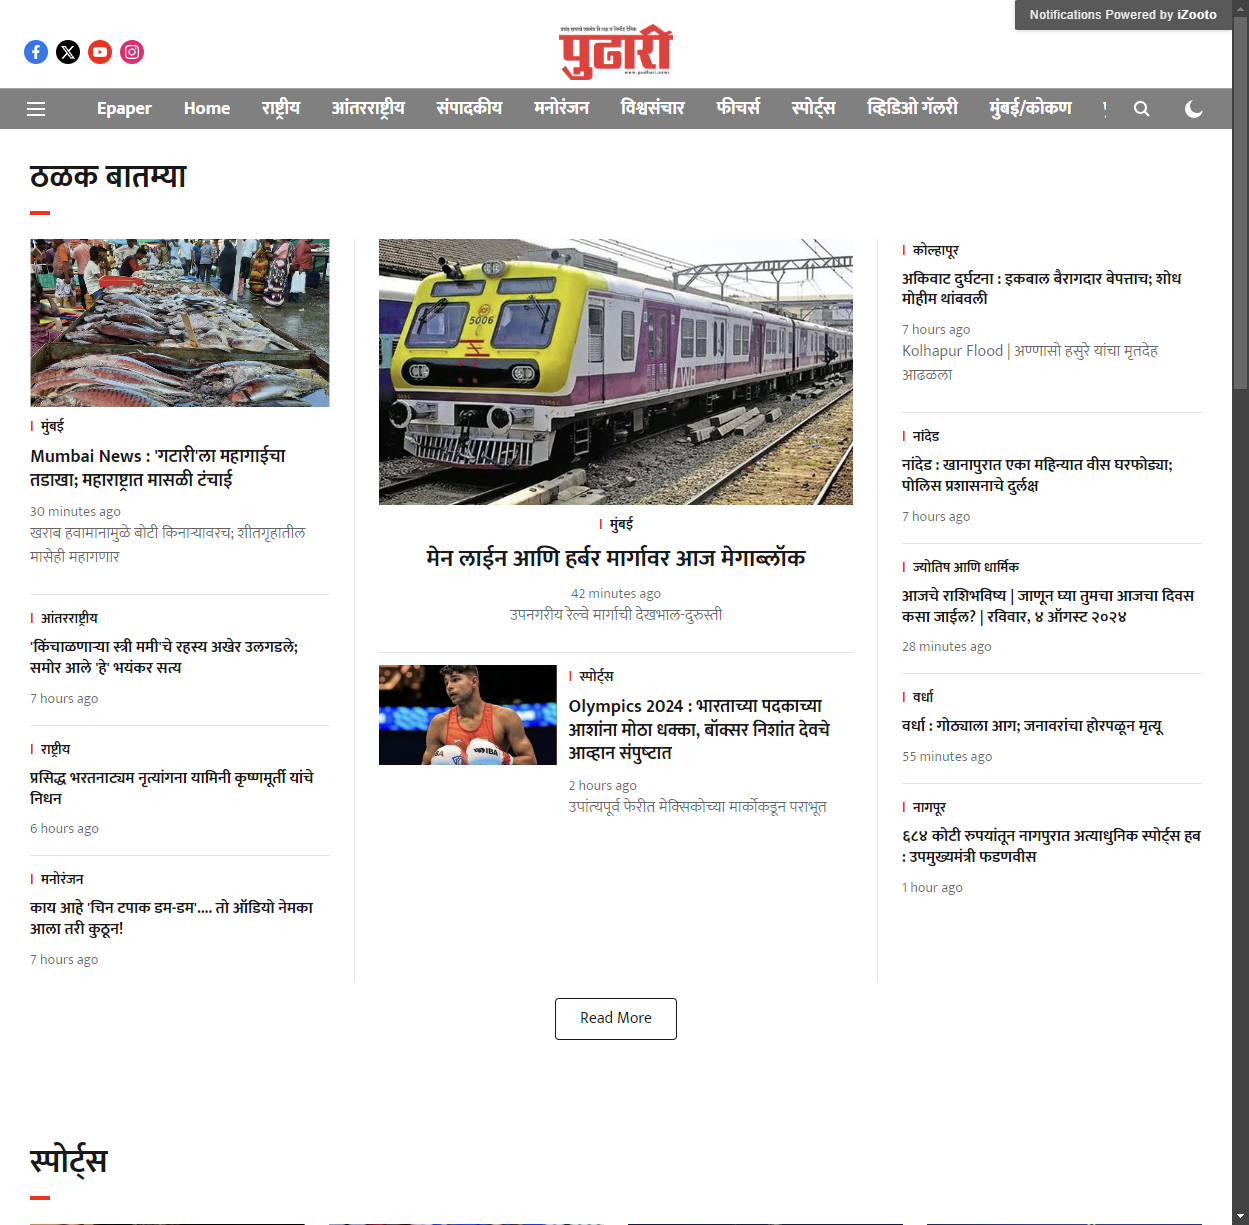 Notifications Powered by iZooto
पुढारी
www.pudhari.com
Epaper Home राष्ट्रीय आंतरराष्ट्रीय संपादकीय मनोरंजन विश्वसंचार फीचर्स स्पोर्ट्स व्हिडिओ गॅलरी मुंबई/कोकण
ठळक बातम्या
मुंबई
Mumbai News : 'गटारी'ला महागाईचा
तडाखा; महाराष्ट्रात मासळी टंचाई
30 minutes ago
खराब हवामानामुळे बोटी किनाऱ्यावरच; शीतगृहातील
मासेही महागणार
आंतरराष्ट्रीय
'किंचाळणाऱ्या स्त्री ममी'चे रहस्य अखेर उलगडले;
समोर आले 'हे' भयंकर सत्य
7 hours ago
राष्ट्रीय
प्रसिद्ध भरतनाट्यम नृत्यांगना यामिनी कृष्णमूर्ती यांचे
निधन
6 hours ago
मनोरंजन
काय आहे 'चिन टपाक डम-डम'.... तो ऑडियो नेमका
आला तरी कुठून!
7 hours ago
5006
मुंबई
मेन लाईन आणि हर्बर मार्गावर आज मेगाब्लॉक
42 minutes ago
उपनगरीय रेल्वे मार्गाची देखभाल-दुरुस्ती
IBA
स्पोर्ट्स
Olympics 2024 : भारताच्या पदकाच्या
आशांना मोठा धक्का, बॉक्सर निशांत देवचे
आव्हान संपुष्टात
2 hours ago
उपांत्यपूर्व फेरीत मेक्सिकोच्या मार्कोकडून पराभूत
कोल्हापूर
अकिवाट दुर्घटना : इकबाल बैरागदार बेपत्ताच; शोध
मोहीम थांबवली
7 hours ago
Kolhapur Flood | अण्णासो हसुरे यांचा मृतदेह
आढळला
नांदेड
नांदेड : खानापुरात एका महिन्यात वीस घरफोड्या;
पोलिस प्रशासनाचे दुर्लक्ष
7 hours ago
ज्योतिष आणि धार्मिक
आजचे राशिभविष्य | जाणून घ्या तुमचा आजचा दिवस
कसा जाईल? | रविवार, ४ ऑगस्ट २०२४
28 minutes ago
वर्धा
वर्धा : गोठ्याला आग; जनावरांचा होरपळून मृत्यू
55 minutes ago
नागपूर
६८४ कोटी रुपयांतून नागपुरात अत्याधुनिक स्पोर्ट्स हब
: उपमुख्यमंत्री फडणवीस
1 hour ago
Read More
स्पोर्ट्स